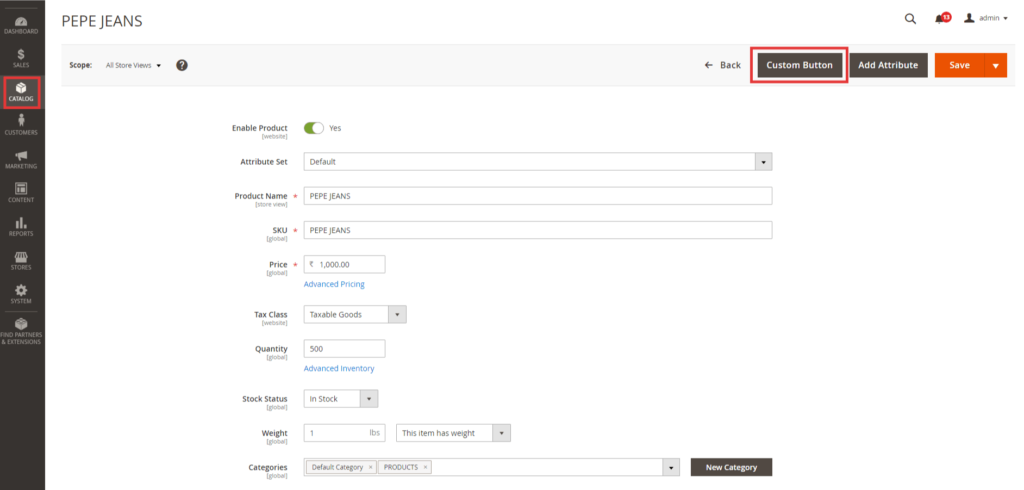 PEPE JEANS
13
admin
DASHBOARD
SALES
CATALOG
CUSTOMERS
MARKETING
CONTENT
REPORTS
STORES
SYSTEM
FIND PARTNERS
& EXTENSIONS
Scope: All Store Views ?
← Back Custom Button Add Attribute Save
Enable Product Yes
[website]
Attribute Set Default
Product Name * PEPE JEANS
[store view]
SKU * PEPE JEANS
[global]
Price * ₹ 1,000.00
[global]
Advanced Pricing
Tax Class Taxable Goods
[website]
Quantity 500
[global]
Advanced Inventory
Stock Status In Stock
[global]
Weight 1 lbs This item has weight
[global]
Categories Default Category × PRODUCTS × New Category
[global]